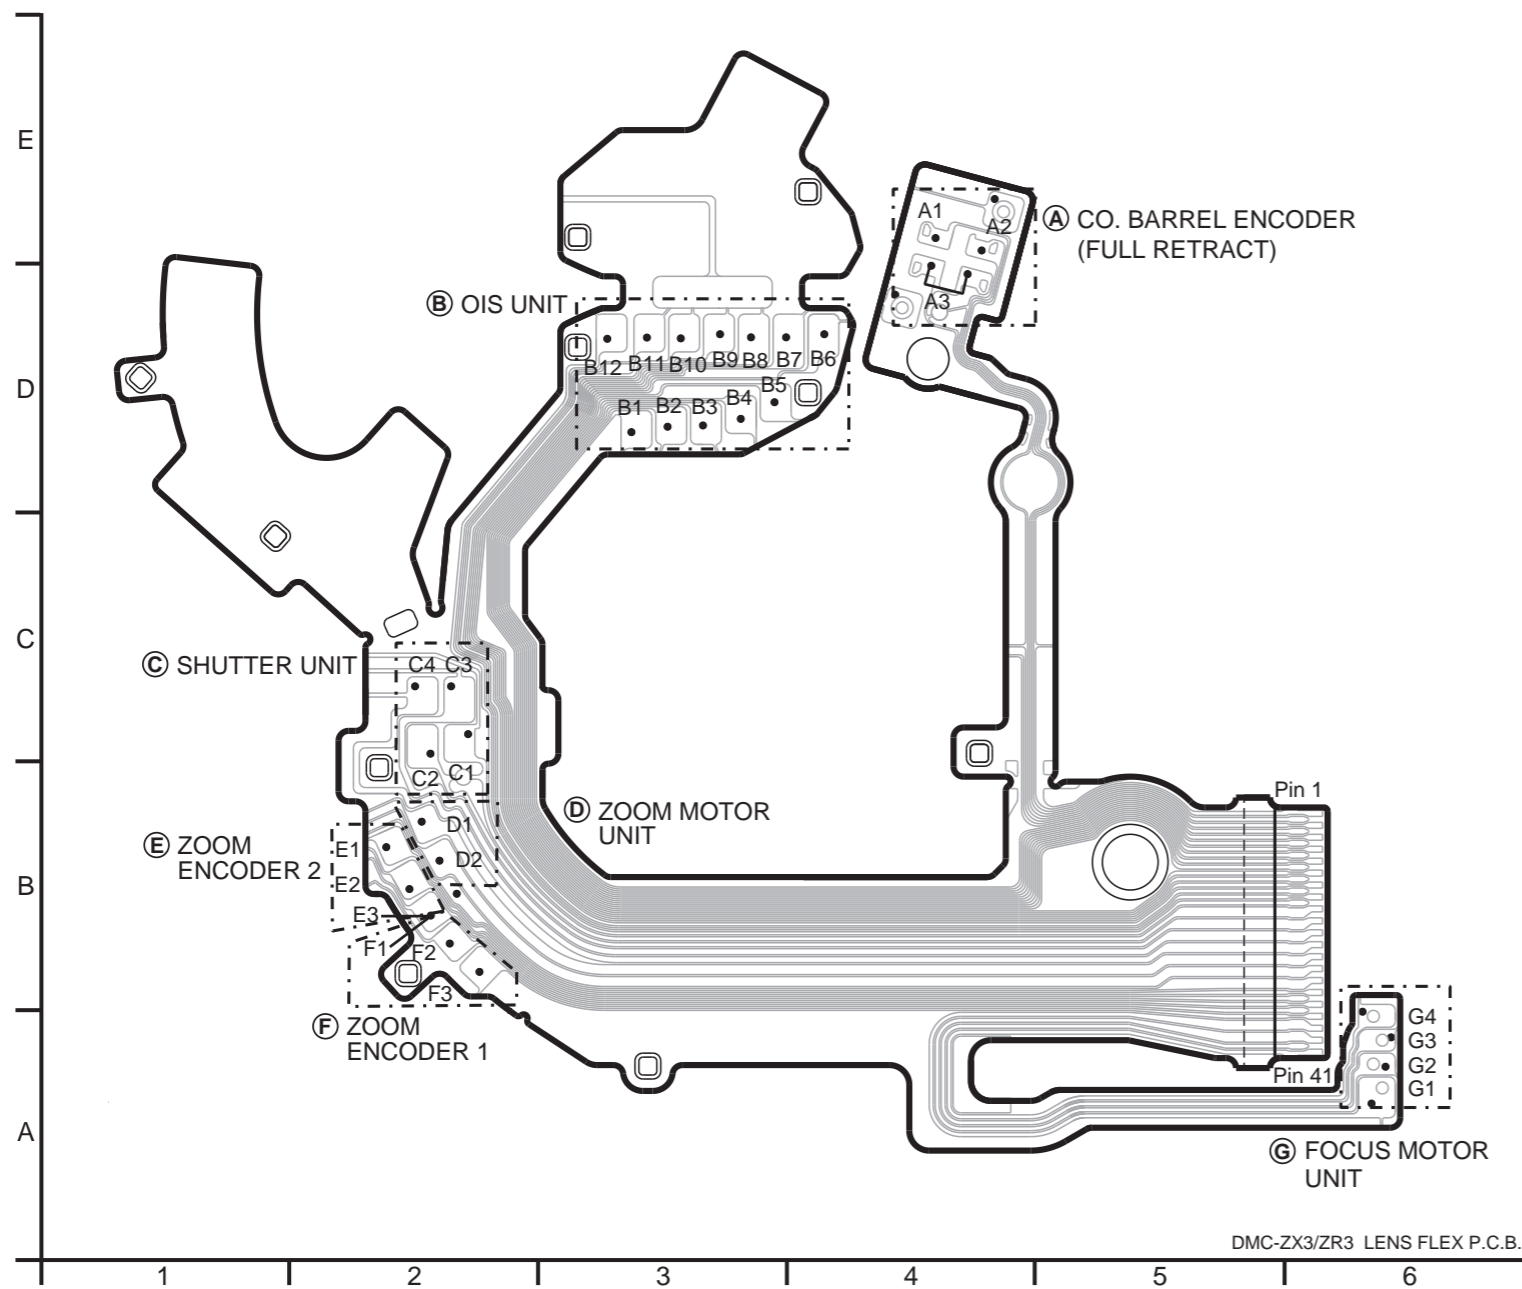 E
A1
A2
Ⓐ CO. BARREL ENCODER
(FULL RETRACT)
A3
Ⓑ OIS UNIT
B12 B11 B10 B9 B8 B7 B6
D
B1 B2 B3 B4 B5
C
Ⓒ SHUTTER UNIT
C4 C3
C2 C1
Pin 1
Ⓓ ZOOM MOTOR
UNIT
D1
D2
Ⓔ ZOOM
ENCODER 2
E1
E2
E3
B
F1
F2
F3
Ⓕ ZOOM
ENCODER 1
G4
G3
G2
G1
Pin 41
A
Ⓖ FOCUS MOTOR
UNIT
DMC-ZX3/ZR3 LENS FLEX P.C.B.
1 2 3 4 5 6